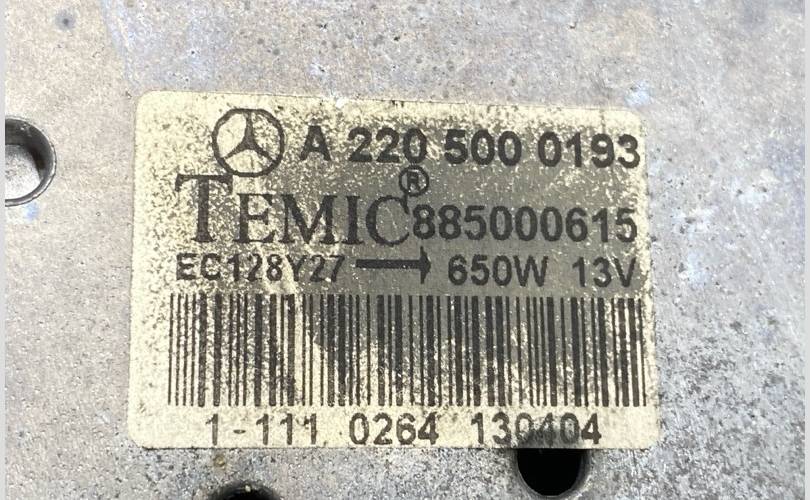 A 220 500 0193
TEMIC® 885000615
EC128Y27 → 650W 13V
1-111 0264 130404